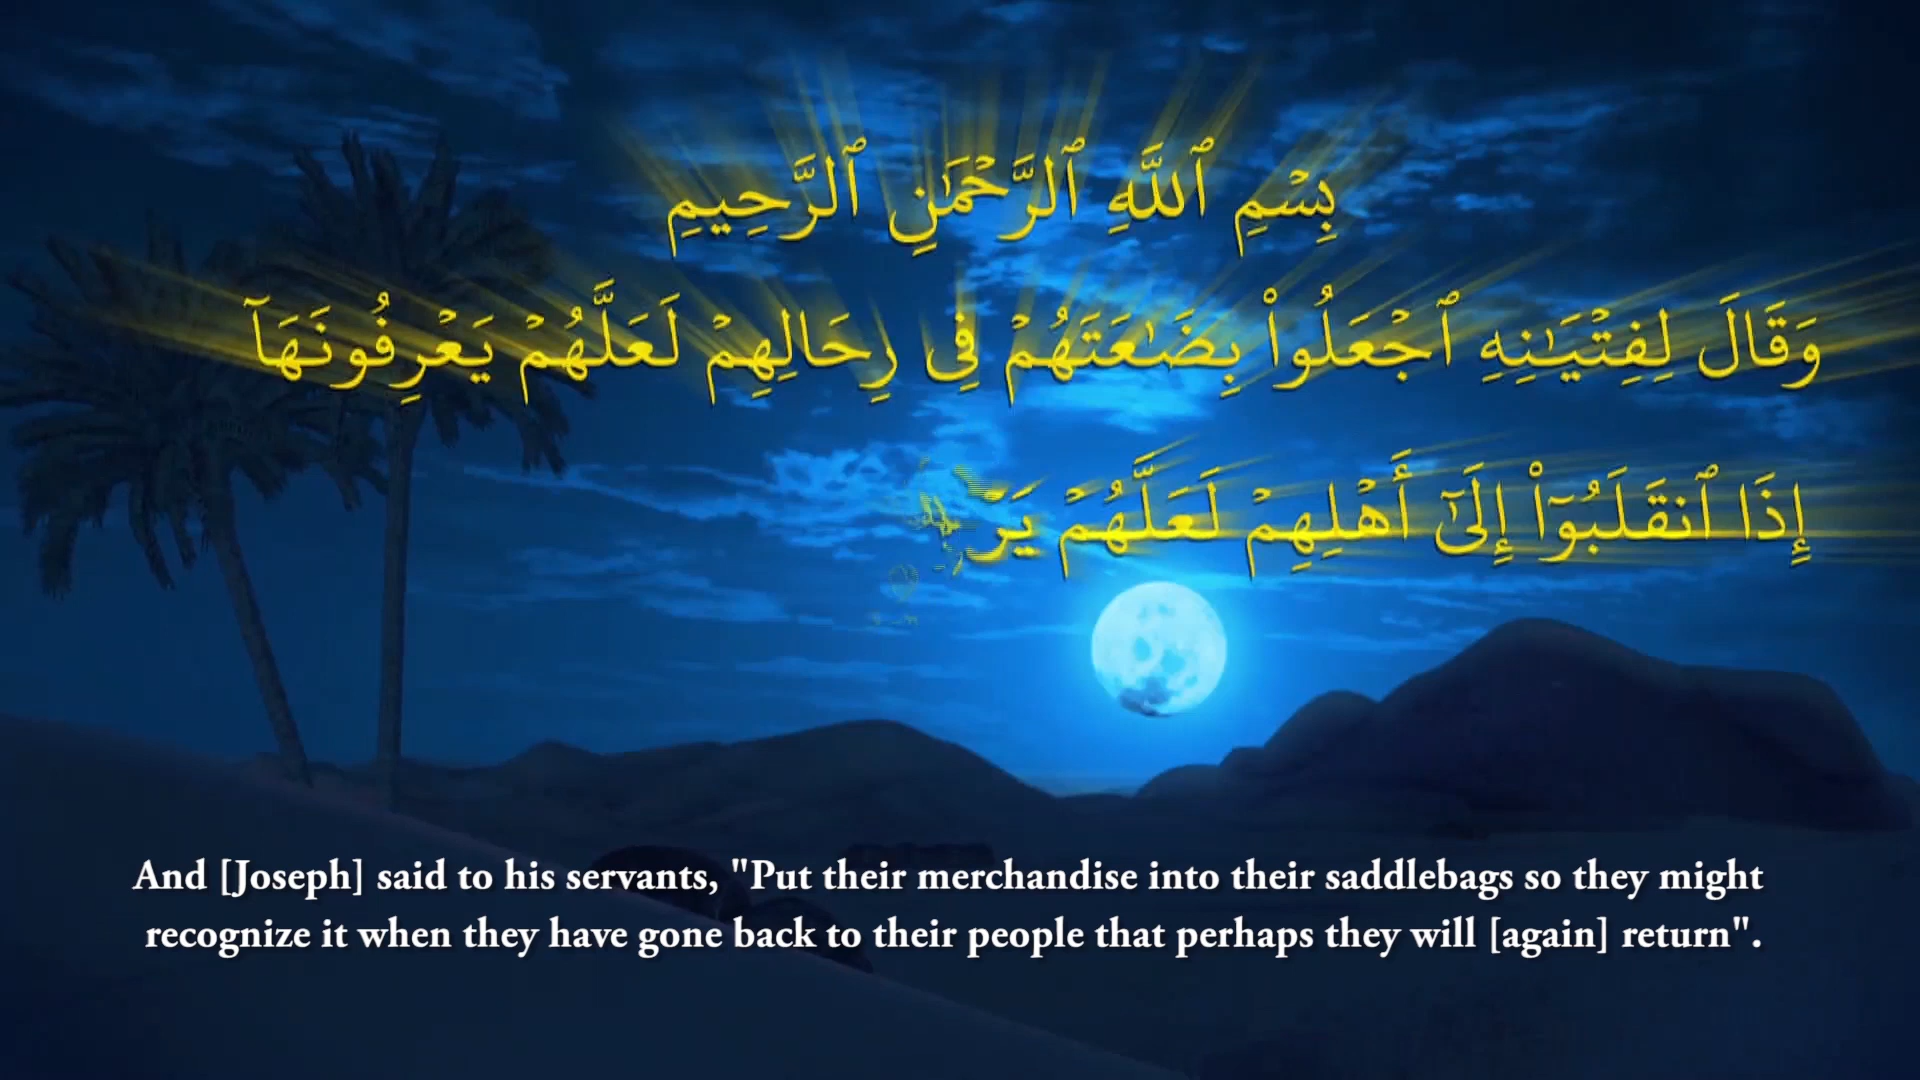 بِسْمِ ٱللَّهِ ٱلرَّحْمَـٰنِ ٱلرَّحِيمِ
وَقَالَ لِفِتْيَـٰنِهِ ٱجْعَلُوا۟ بِضَـٰعَتَهُمْ فِى رِحَالِهِمْ لَعَلَّهُمْ يَعْرِفُونَهَآ
إِذَا ٱنقَلَبُوٓا۟ إِلَىٰٓ أَهْلِهِمْ لَعَلَّهُمْ
And [Joseph] said to his servants, "Put their merchandise into their saddlebags so they might
recognize it when they have gone back to their people that perhaps they will [again] return".